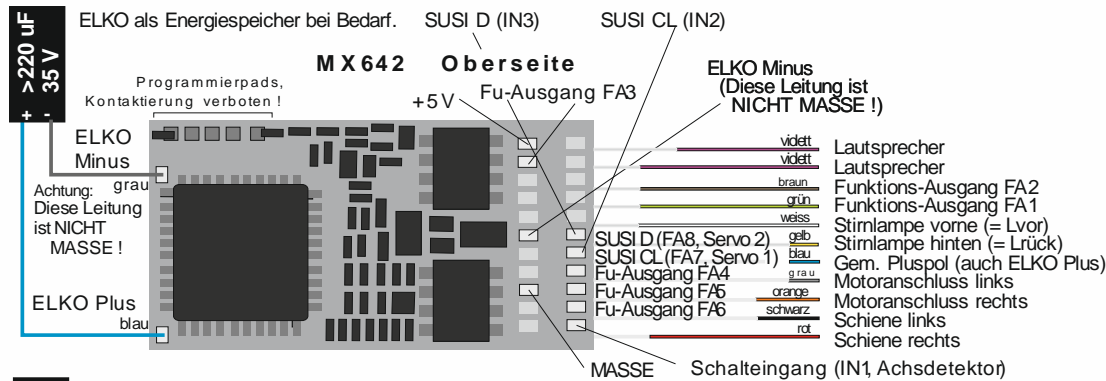 >220 uF
35 V
+ -
ELKO als Energiespeicher bei Bedarf.
SUSI D (IN3)
SUSI CL (IN2)
MX642 Oberseite
Programmierpads,
Kontaktierung verboten !
+5V
Fu-Ausgang FA3
ELKO Minus
(Diese Leitung ist
NICHT MASSE !)
ELKO
Minus
grau
Achtung:
Diese Leitung
ist NICHT
MASSE !
ELKO Plus
blau
violett Lautsprecher
violett Lautsprecher
braun Funktions-Ausgang FA2
grün Funktions-Ausgang FA1
weiss Stirnlampe vorne (= Lvor)
gelb Stirnlampe hinten (= Lrück)
blau Gem. Pluspol (auch ELKO Plus)
grau Motoranschluss links
orange Motoranschluss rechts
schwarz Schiene links
rot Schiene rechts
SUSI D (FA8, Servo 2)
SUSI CL (FA7, Servo 1)
Fu-Ausgang FA4
Fu-Ausgang FA5
Fu-Ausgang FA6
MASSE
Schalteingang (IN1, Achsdetektor)